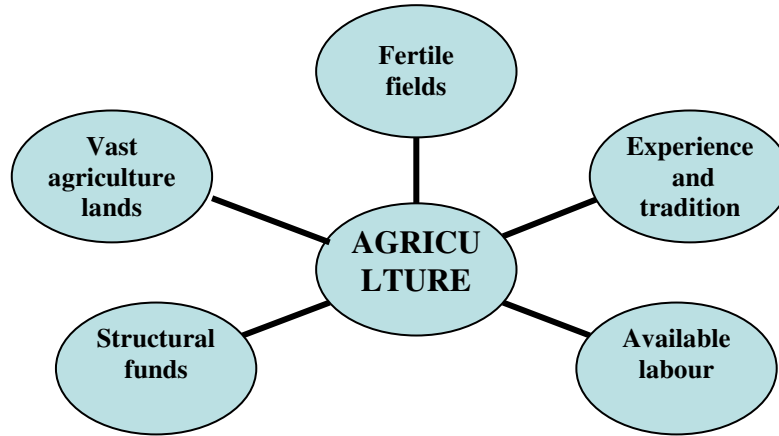 Fertile
fields
Vast
agriculture
lands
Experience
and
tradition
AGRICU
LTURE
Structural
funds
Available
labour